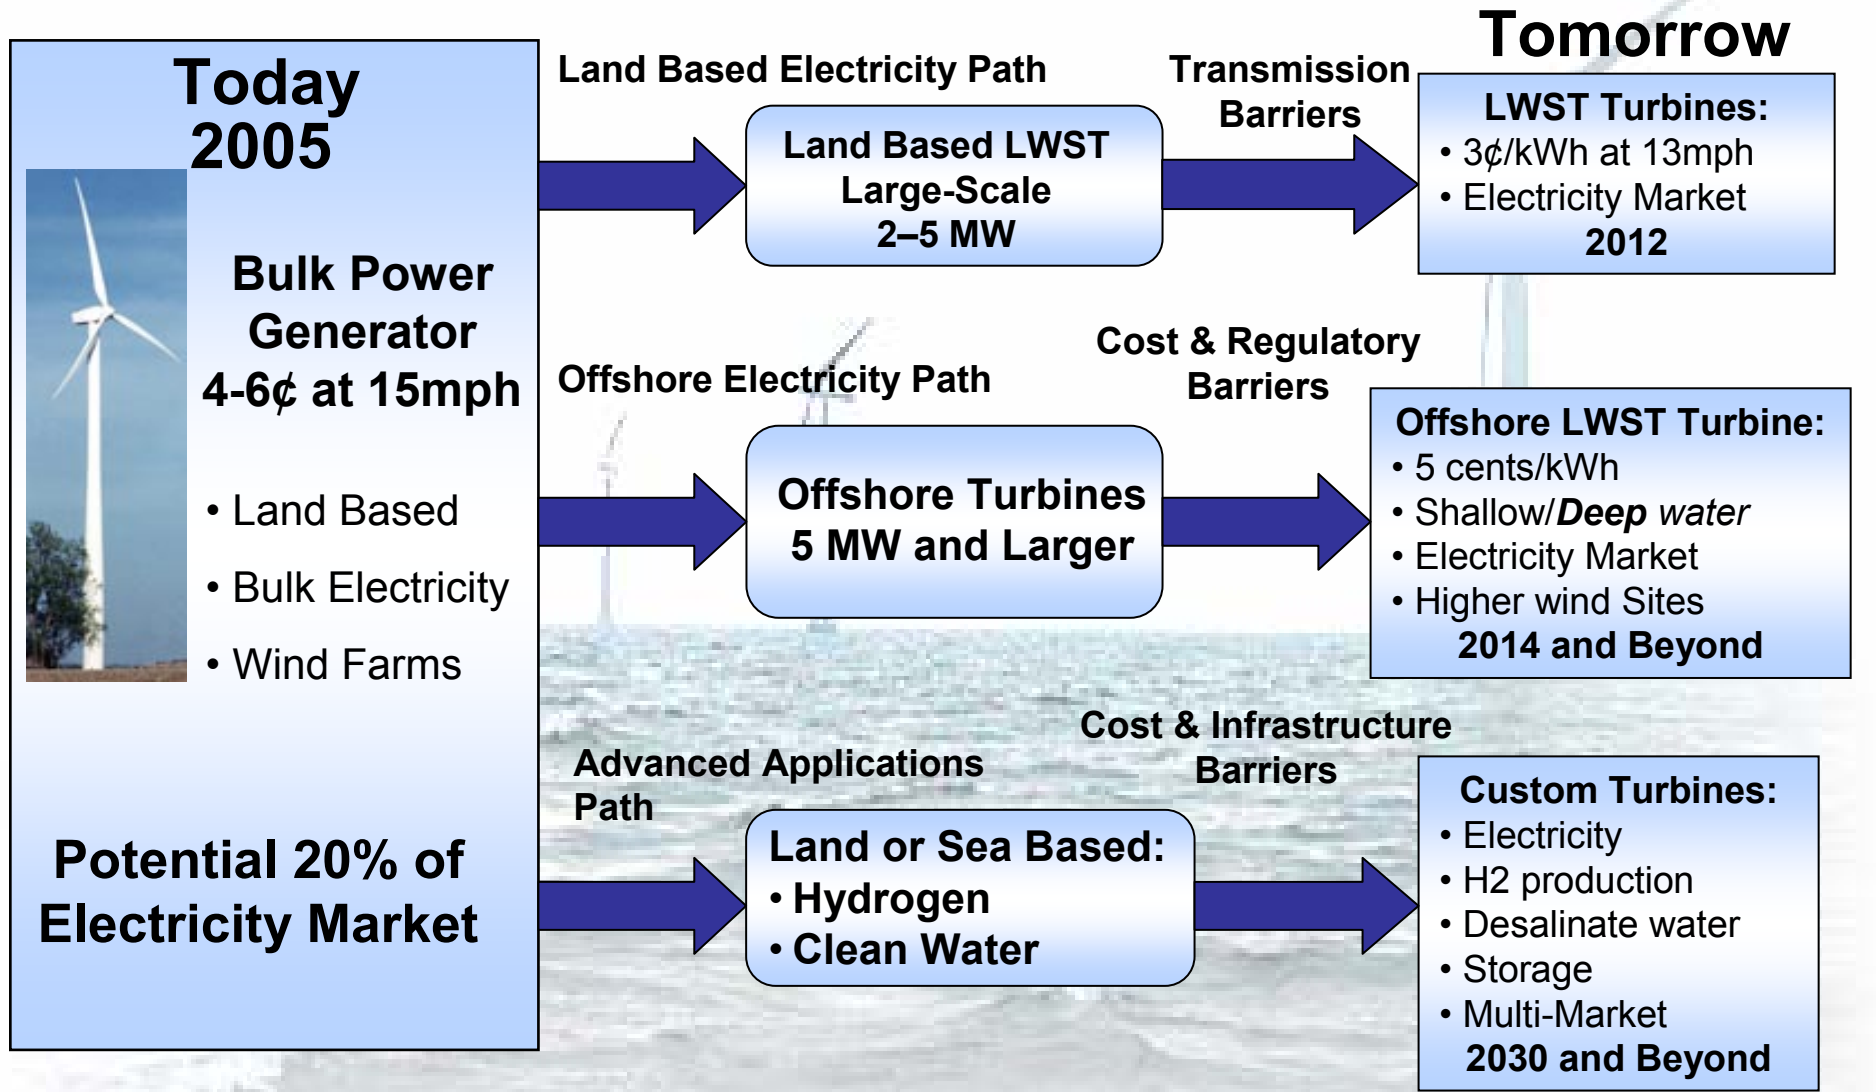 Today
2005
Bulk Power
Generator
4-6¢ at 15mph
• Land Based
• Bulk Electricity
• Wind Farms
Potential 20% of
Electricity Market
Land Based Electricity Path
Land Based LWST
Large-Scale
2–5 MW
Transmission
Barriers
Tomorrow
LWST Turbines:
• 3¢/kWh at 13mph
• Electricity Market
2012
Offshore Electricity Path
Offshore Turbines
5 MW and Larger
Cost & Regulatory
Barriers
Offshore LWST Turbine:
• 5 cents/kWh
• Shallow/Deep water
• Electricity Market
• Higher wind Sites
2014 and Beyond
Advanced Applications
Path
Land or Sea Based:
• Hydrogen
• Clean Water
Cost & Infrastructure
Barriers
Custom Turbines:
• Electricity
• H2 production
• Desalinate water
• Storage
• Multi-Market
2030 and Beyond